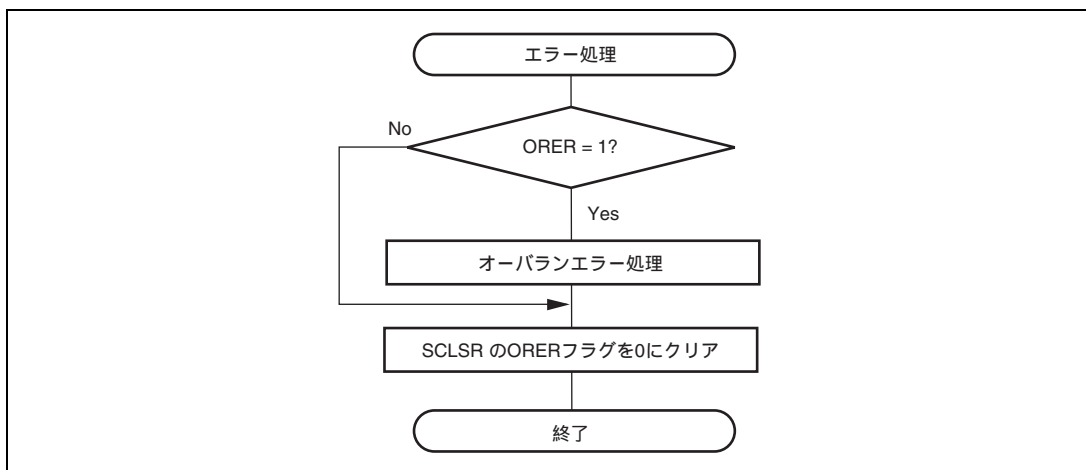 エラー処理
No
ORER = 1?
Yes
オーバランエラー処理
SCLSR のORERフラグを0にクリア
終了